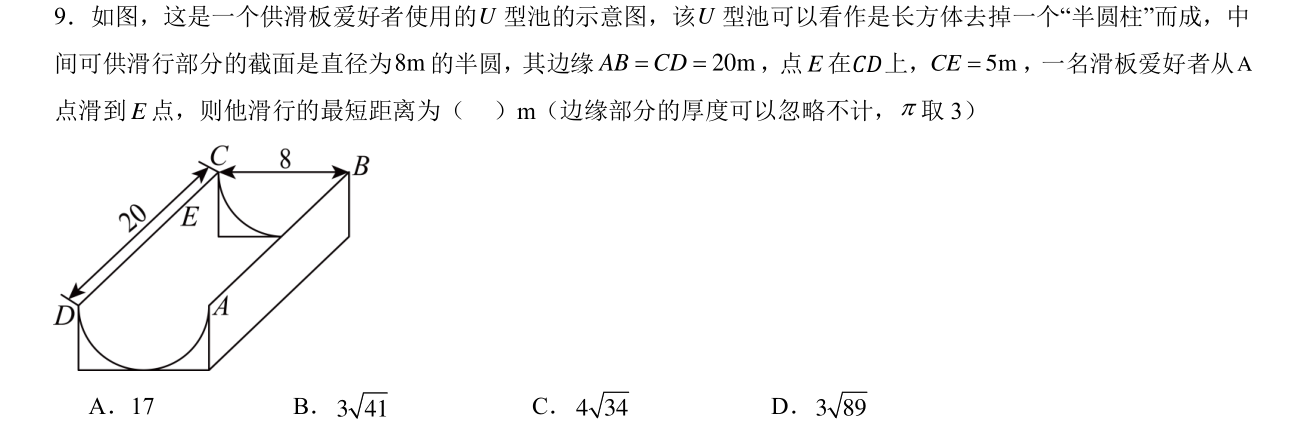 9．如图，这是一个供滑板爱好者使用的U 型池的示意图，该U 型池可以看作是长方体去掉一个“半圆柱”而成，中
间可供滑行部分的截面是直径为8m 的半圆，其边缘 AB = CD = 20m，点 E 在CD上，CE = 5m，一名滑板爱好者从A
点滑到 E 点，则他滑行的最短距离为（ ）m（边缘部分的厚度可以忽略不计，π 取 3）
C 8 B
20 E
D A
A．17 B．3√41 C．4√34 D．3√89